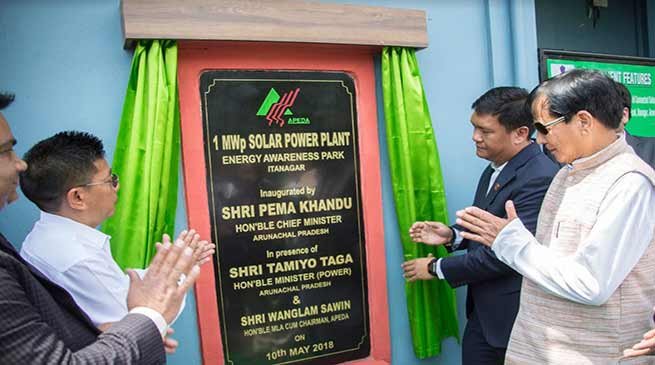 APEDA
1 MWp SOLAR POWER PLANT
ENERGY AWARENESS PARK
ITANAGAR
Inaugurated by
SHRI PEMA KHANDU
HON'BLE CHIEF MINISTER
ARUNACHAL PRADESH
In presence of
SHRI TAMIYO TAGA
HON'BLE MINISTER (POWER)
ARUNACHAL PRADESH
&
SHRI WANGLAM SAWIN
HON'BLE MLA CUM CHAIRMAN, APEDA
ON
10th MAY 2018
FEATURES